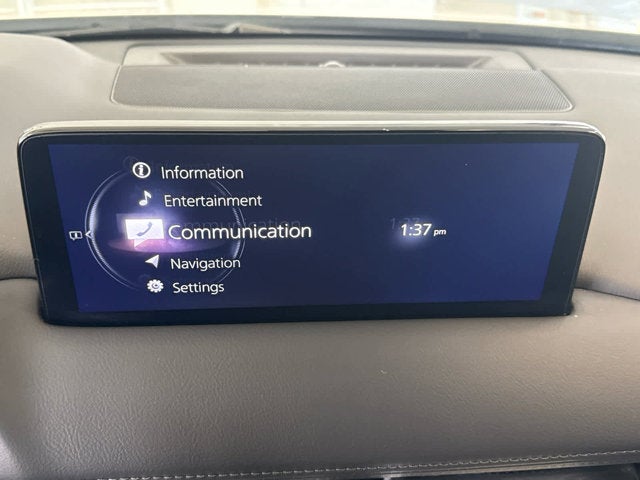 Information
Entertainment
Communication
1:37 pm
Navigation
Settings